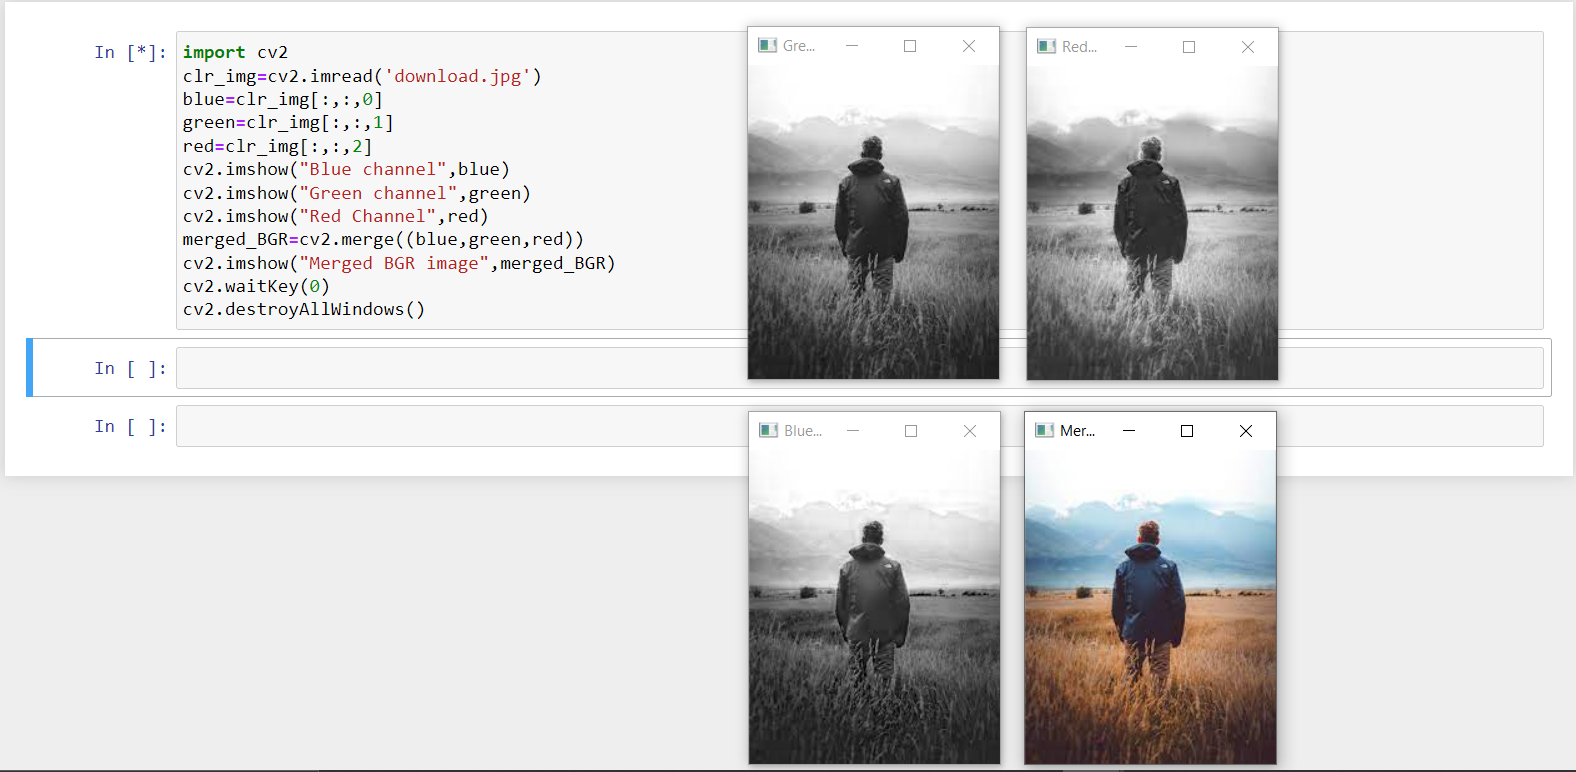 In [*]: import cv2
clr_img=cv2.imread('download.jpg')
blue=clr_img[:,:,0]
green=clr_img[:,:,1]
red=clr_img[:,:,2]
cv2.imshow("Blue channel",blue)
cv2.imshow("Green channel",green)
cv2.imshow("Red Channel",red)
merged_BGR=cv2.merge((blue,green,red))
cv2.imshow("Merged BGR image",merged_BGR)
cv2.waitKey(0)
cv2.destroyAllWindows()
In [ ]:
In [ ]:
Gre...
Red...
Blue...
Mer...